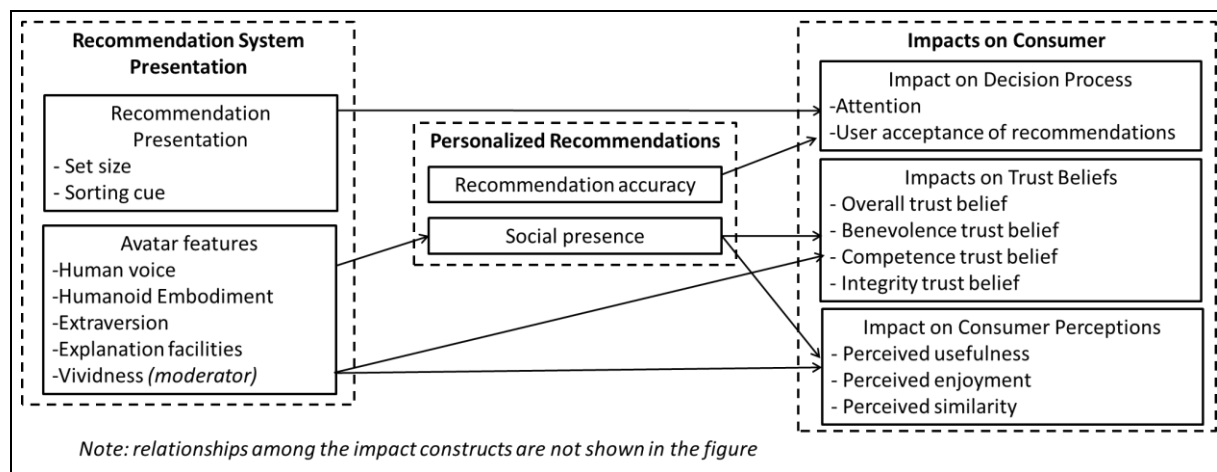 Recommendation System
Presentation
Recommendation
Presentation
- Set size
- Sorting cue
Avatar features
-Human voice
-Humanoid Embodiment
-Extraversion
-Explanation facilities
-Vividness (moderator)
Personalized Recommendations
Recommendation accuracy
Social presence
Impacts on Consumer
Impact on Decision Process
-Attention
-User acceptance of recommendations
Impacts on Trust Beliefs
- Overall trust belief
- Benevolence trust belief
- Competence trust belief
- Integrity trust belief
Impact on Consumer Perceptions
- Perceived usefulness
- Perceived enjoyment
- Perceived similarity
Note: relationships among the impact constructs are not shown in the figure